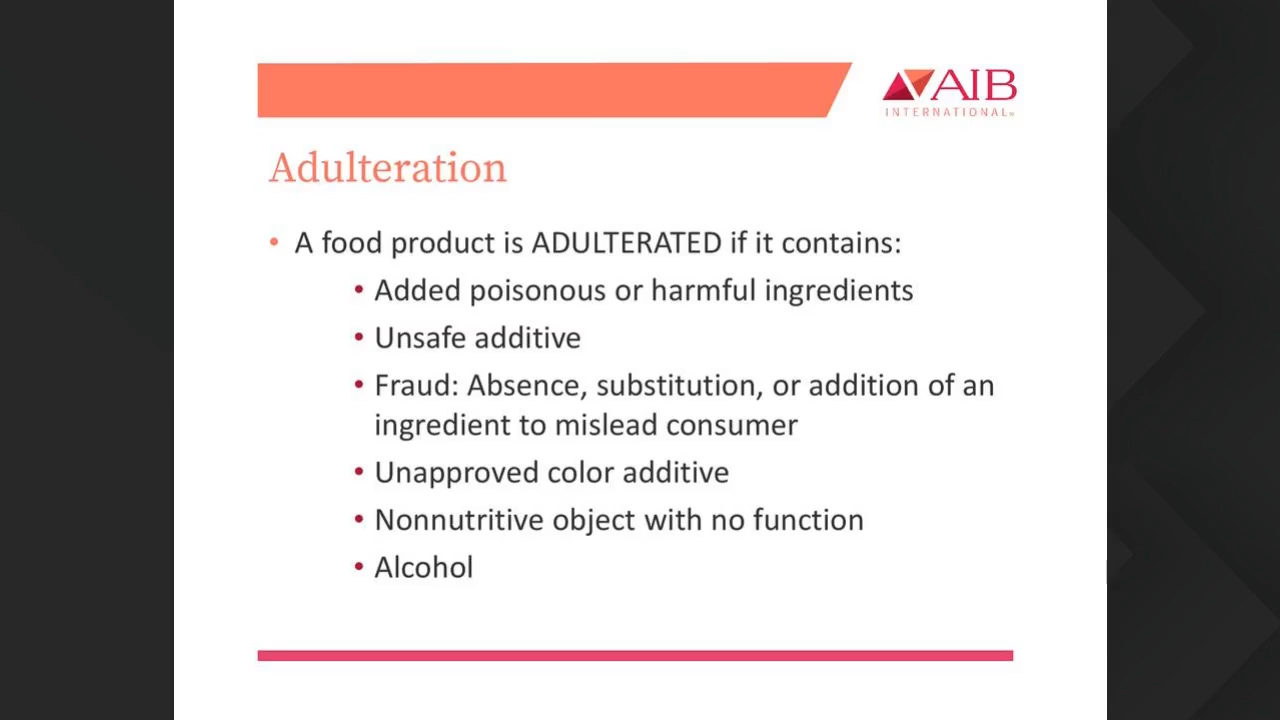 AIB
INTERNATIONAL®
Adulteration
• A food product is ADULTERATED if it contains:
• Added poisonous or harmful ingredients
• Unsafe additive
• Fraud: Absence, substitution, or addition of an
ingredient to mislead consumer
• Unapproved color additive
• Nonnutritive object with no function
• Alcohol